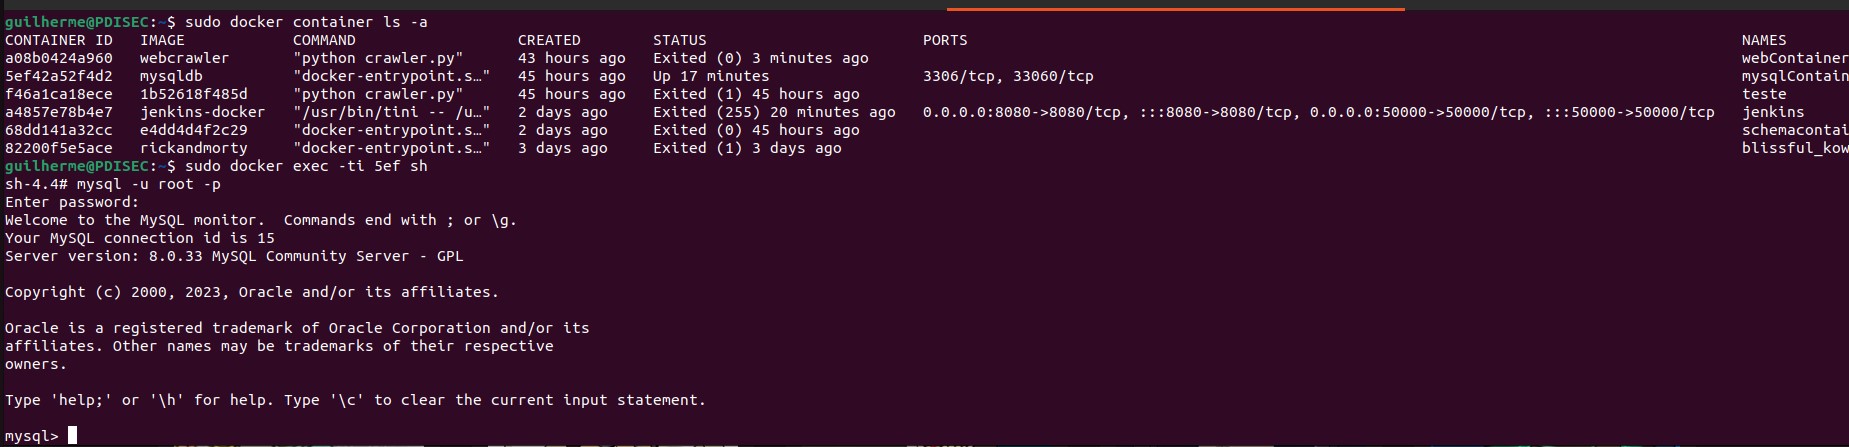 guilherme@PDISEC:~$ sudo docker container ls -a
CONTAINER ID   IMAGE            COMMAND                  CREATED        STATUS                        PORTS                                                                                      NAMES
a08b0424a960   webcrawler       "python crawler.py"      43 hours ago   Exited (0) 3 minutes ago                                                                                                 webContainer
5ef42a52f4d2   mysqldb          "docker-entrypoint.s…"   45 hours ago   Up 17 minutes                 3306/tcp, 33060/tcp                                                                        mysqlContain
f46a1ca18ece   1b52618f485d     "python crawler.py"      45 hours ago   Exited (1) 45 hours ago                                                                                                  teste
a4857e78b4e7   jenkins-docker   "/usr/bin/tini -- /u…"   2 days ago     Exited (255) 20 minutes ago   0.0.0.0:8080->8080/tcp, :::8080->8080/tcp, 0.0.0.0:50000->50000/tcp, :::50000->50000/tcp   jenkins
68dd141a32cc   e4dd4d4f2c29     "docker-entrypoint.s…"   2 days ago     Exited (0) 45 hours ago                                                                                                  schemacontai
82200f5e5ace   rickandmorty     "docker-entrypoint.s…"   3 days ago     Exited (1) 3 days ago                                                                                                    blissful_kow
guilherme@PDISEC:~$ sudo docker exec -ti 5ef sh
sh-4.4# mysql -u root -p
Enter password:
Welcome to the MySQL monitor.  Commands end with ; or \g.
Your MySQL connection id is 15
Server version: 8.0.33 MySQL Community Server - GPL

Copyright (c) 2000, 2023, Oracle and/or its affiliates.

Oracle is a registered trademark of Oracle Corporation and/or its
affiliates. Other names may be trademarks of their respective
owners.

Type 'help;' or '\h' for help. Type '\c' to clear the current input statement.

mysql>